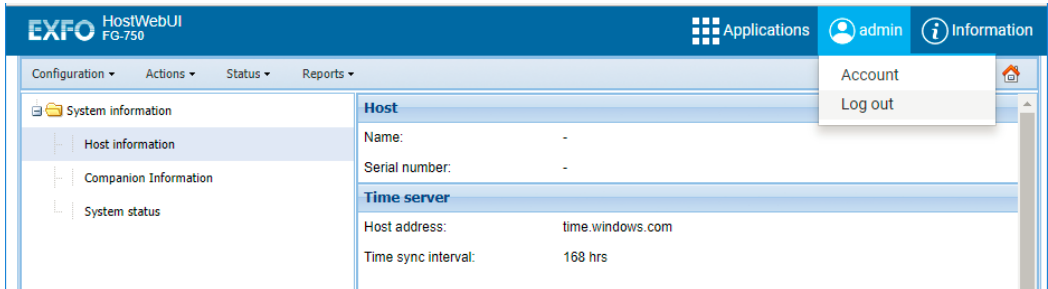 EXFO HostWebUI
FG-750
Applications admin Information
Configuration Actions Status Reports
Account
Log out
System information
Host information
Companion Information
System status
Host
Name: -
Serial number: -
Time server
Host address: time.windows.com
Time sync interval: 168 hrs